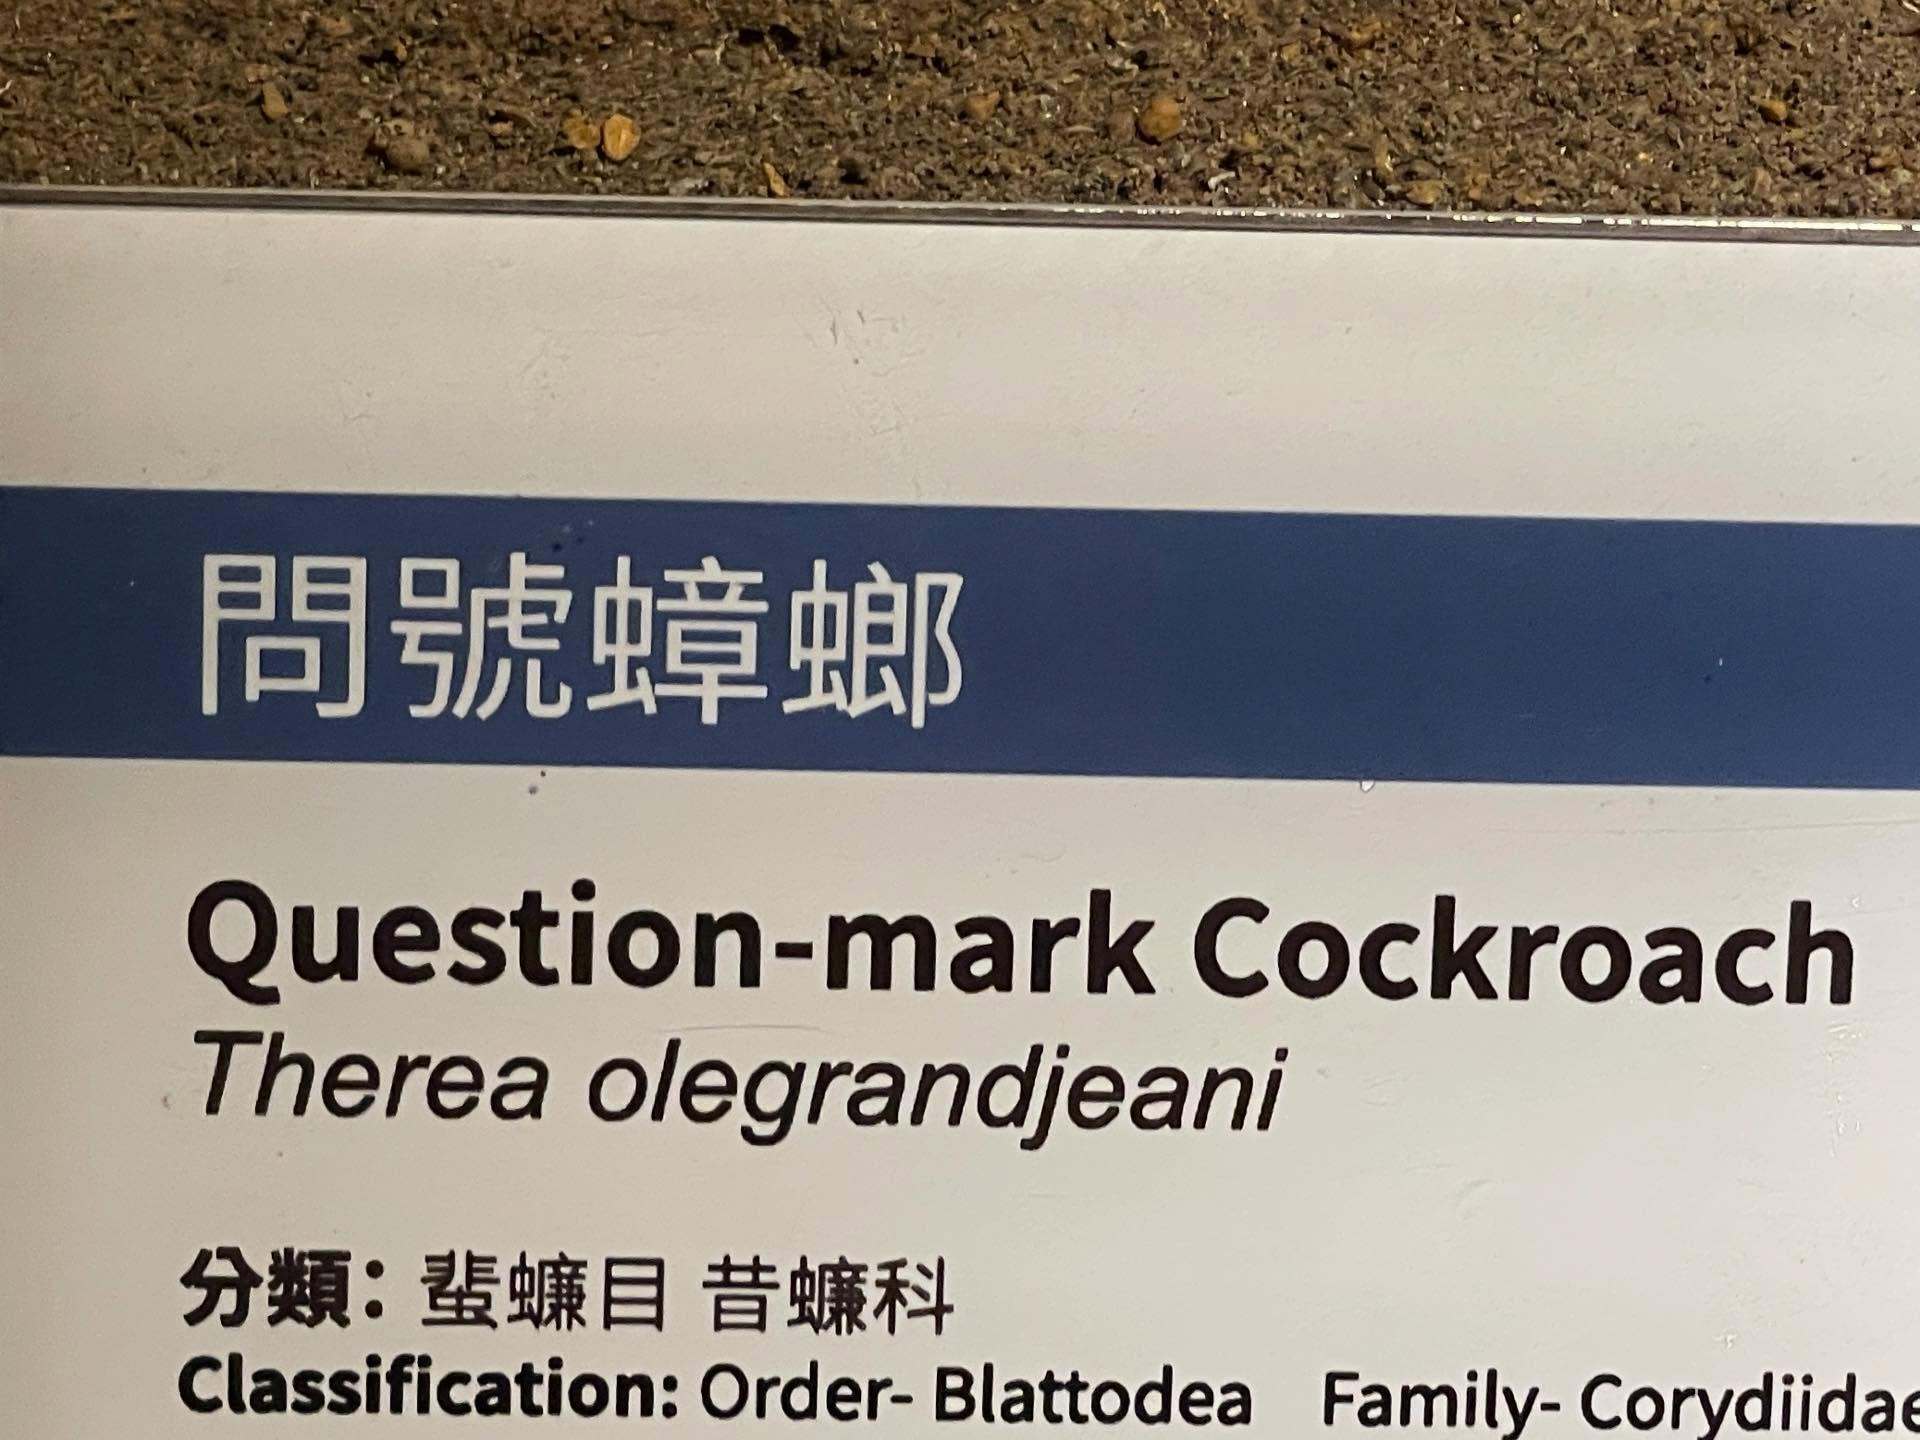 問號蟑螂
Question-mark Cockroach
Therea olegrandjeani
分類：蜚蠊目 昔蠊科
Classification: Order- Blattodea Family- Corydiidae